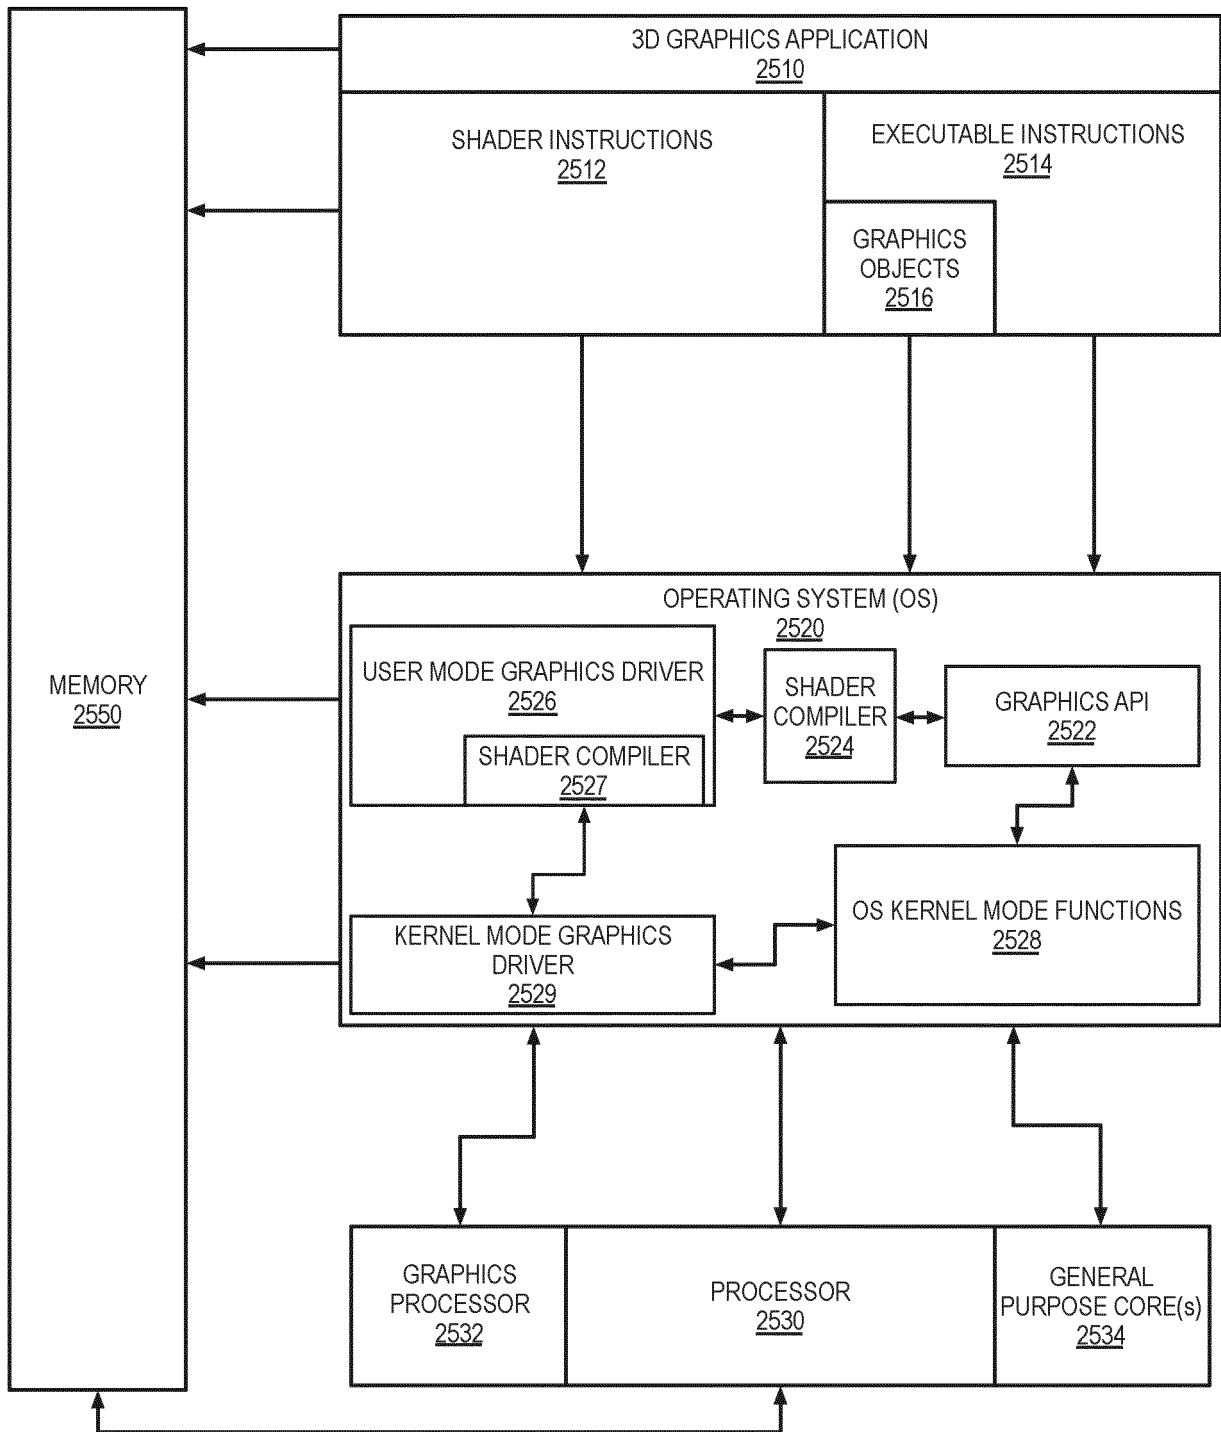 3D GRAPHICS APPLICATION
2510
SHADER INSTRUCTIONS
2512
EXECUTABLE INSTRUCTIONS
2514
GRAPHICS
OBJECTS
2516
OPERATING SYSTEM (OS)
2520
USER MODE GRAPHICS DRIVER
2526
SHADER COMPILER
2527
SHADER
COMPILER
2524
GRAPHICS API
2522
MEMORY
2550
KERNEL MODE GRAPHICS
DRIVER
2529
OS KERNEL MODE FUNCTIONS
2528
GRAPHICS
PROCESSOR
2532
PROCESSOR
2530
GENERAL
PURPOSE CORE(s)
2534